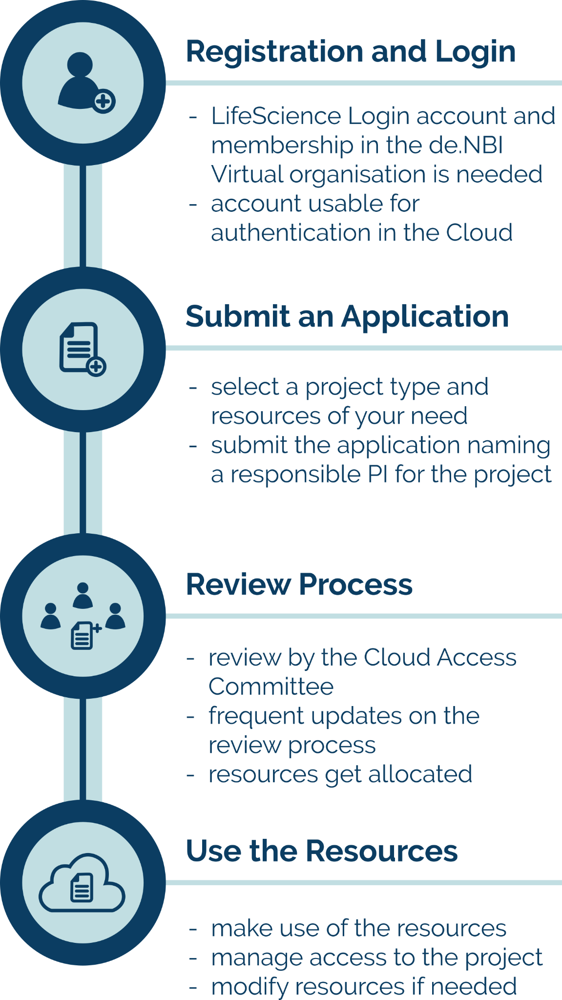 Registration and Login
- LifeScience Login account and
membership in the de.NBI
Virtual organisation is needed
- account usable for
authentication in the Cloud
Submit an Application
- select a project type and
resources of your need
- submit the application naming
a responsible PI for the project
Review Process
- review by the Cloud Access
Committee
- frequent updates on the
review process
- resources get allocated
Use the Resources
- make use of the resources
- manage access to the project
- modify resources if needed